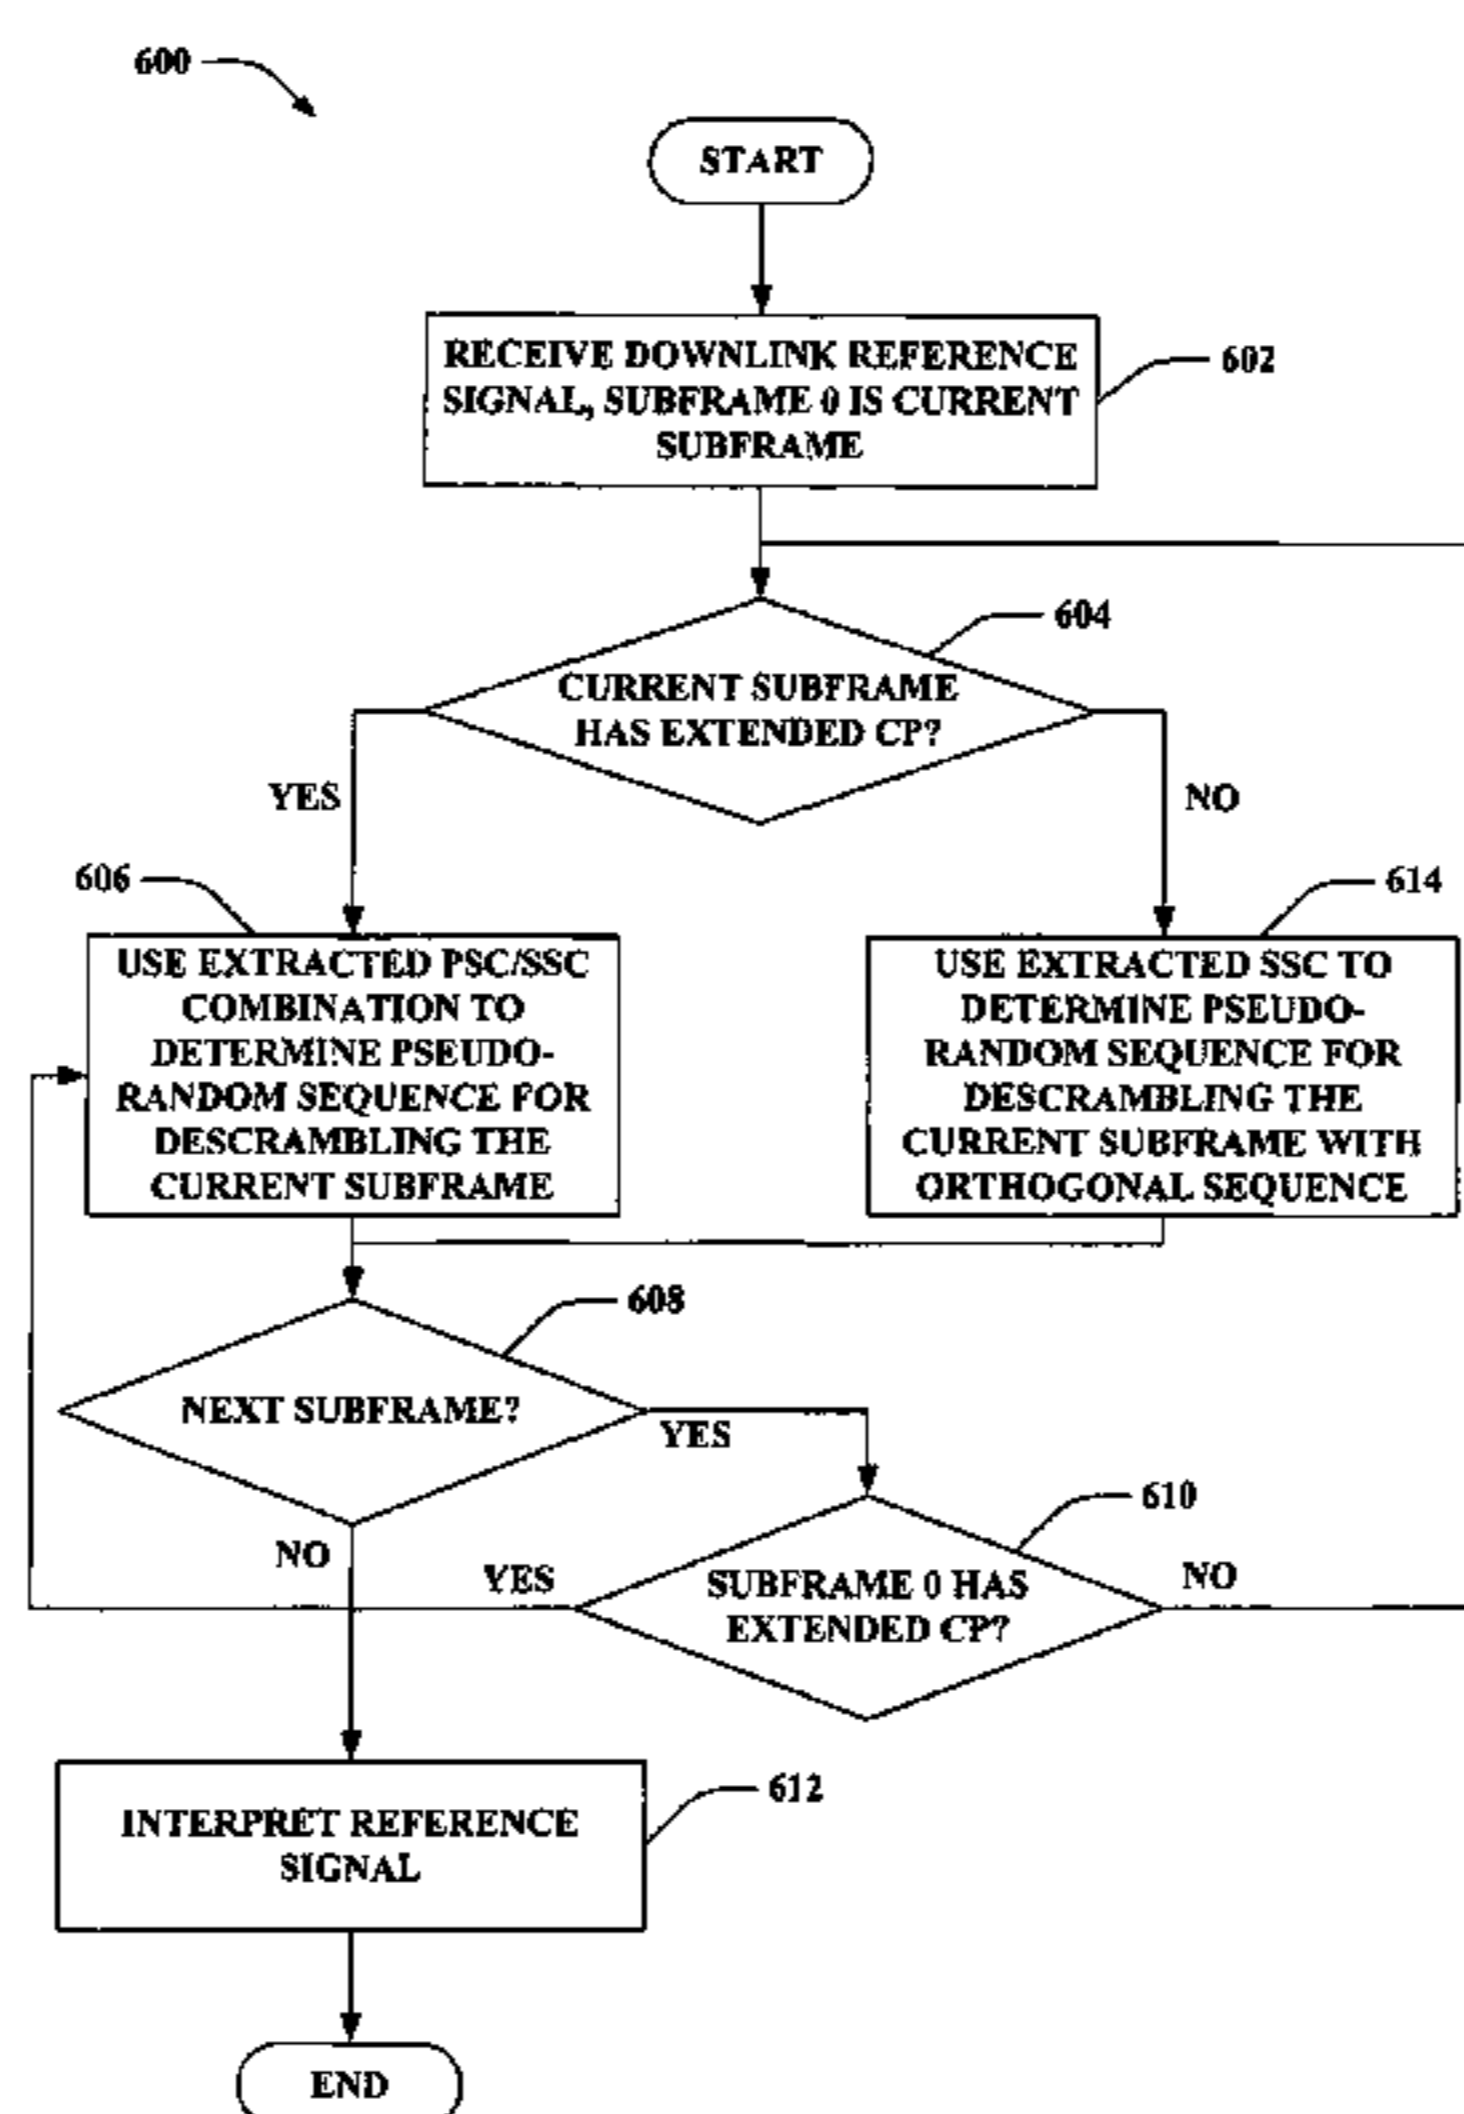 600
START
RECEIVE DOWNLINK REFERENCE
SIGNAL, SUBFRAME 0 IS CURRENT
SUBFRAME
602
604
CURRENT SUBFRAME
HAS EXTENDED CP?
YES
NO
606
614
USE EXTRACTED PSC/SSC
COMBINATION TO
DETERMINE PSEUDO-
RANDOM SEQUENCE FOR
DESCRAMBLING THE
CURRENT SUBFRAME
USE EXTRACTED SSC TO
DETERMINE PSEUDO-
RANDOM SEQUENCE FOR
DESCRAMBLING THE
CURRENT SUBFRAME WITH
ORTHOGONAL SEQUENCE
608
NEXT SUBFRAME?
YES
610
NO
YES
SUBFRAME 0 HAS
EXTENDED CP?
NO
612
INTERPRET REFERENCE
SIGNAL
END